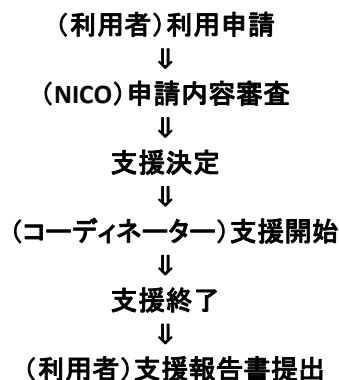 （利用者）利用申請
⇓
（NICO）申請内容審査
⇓
支援決定
⇓
（コーディネーター）支援開始
⇓
支援終了
⇓
（利用者）支援報告書提出